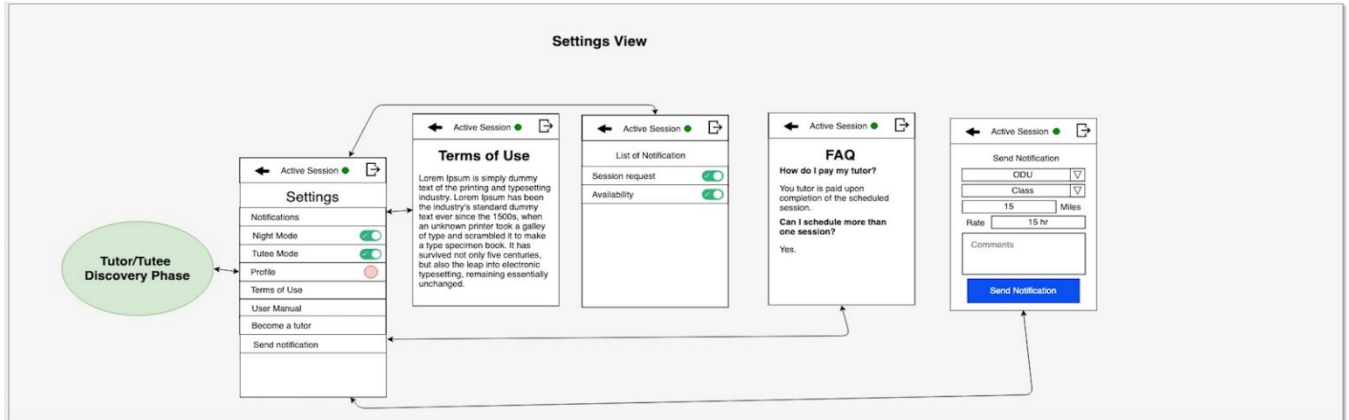 Settings View
Tutor/Tutee
Discovery Phase
Active Session
Settings
Notifications
Night Mode
Tutee Mode
Profile
Terms of Use
User Manual
Become a tutor
Send notification
Active Session
Terms of Use
Lorem Ipsum is simply dummy
text of the printing and typesetting
industry. Lorem Ipsum has been
the industry's standard dummy
text ever since the 1500s, when
an unknown printer took a galley
of type and scrambled it to make
a type specimen book. It has
survived not only five centuries,
but also the leap into electronic
typesetting, remaining essentially
unchanged.
Active Session
List of Notification
Session request
Availability
Active Session
FAQ
How do I pay my tutor?
You tutor is paid upon
completion of the scheduled
session.
Can I schedule more than
one session?
Yes.
Active Session
Send Notification
ODU
Class
15 Miles
Rate 15 hr
Comments
Send Notification